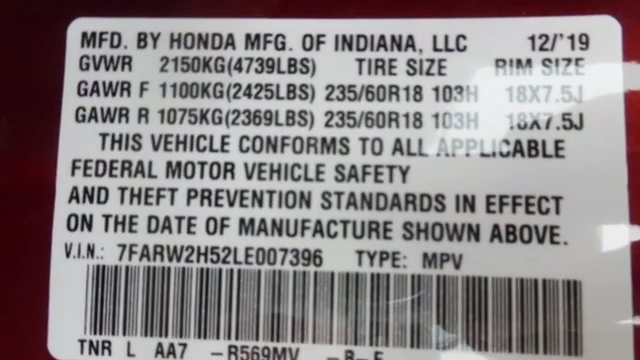 MFD. BY HONDA MFG. OF INDIANA, LLC 12/'19
GVWR 2150KG(4739LBS) TIRE SIZE RIM SIZE
GAWR F 1100KG(2425LBS) 235/60R18 103H 18X7.5J
GAWR R 1075KG(2369LBS) 235/60R18 103H 18X7.5J
THIS VEHICLE CONFORMS TO ALL APPLICABLE
FEDERAL MOTOR VEHICLE SAFETY
AND THEFT PREVENTION STANDARDS IN EFFECT
ON THE DATE OF MANUFACTURE SHOWN ABOVE.
V.I.N.: 7FARW2H52LE007396 TYPE: MPV
TNR L AA7 -R569MV